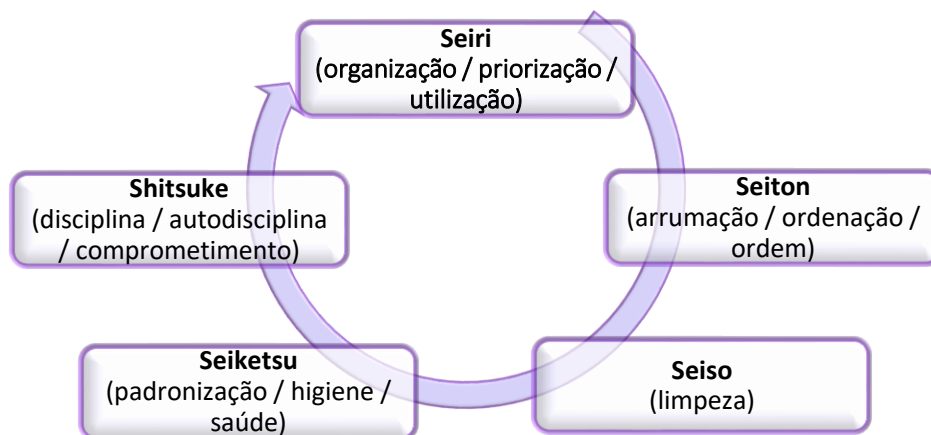 Seiri
(organização / priorização /
utilização)
Seiton
(arrumação / ordenação /
ordem)
Seiso
(limpeza)
Seiketsu
(padronização / higiene /
saúde)
Shitsuke
(disciplina / autodisciplina
/ comprometimento)